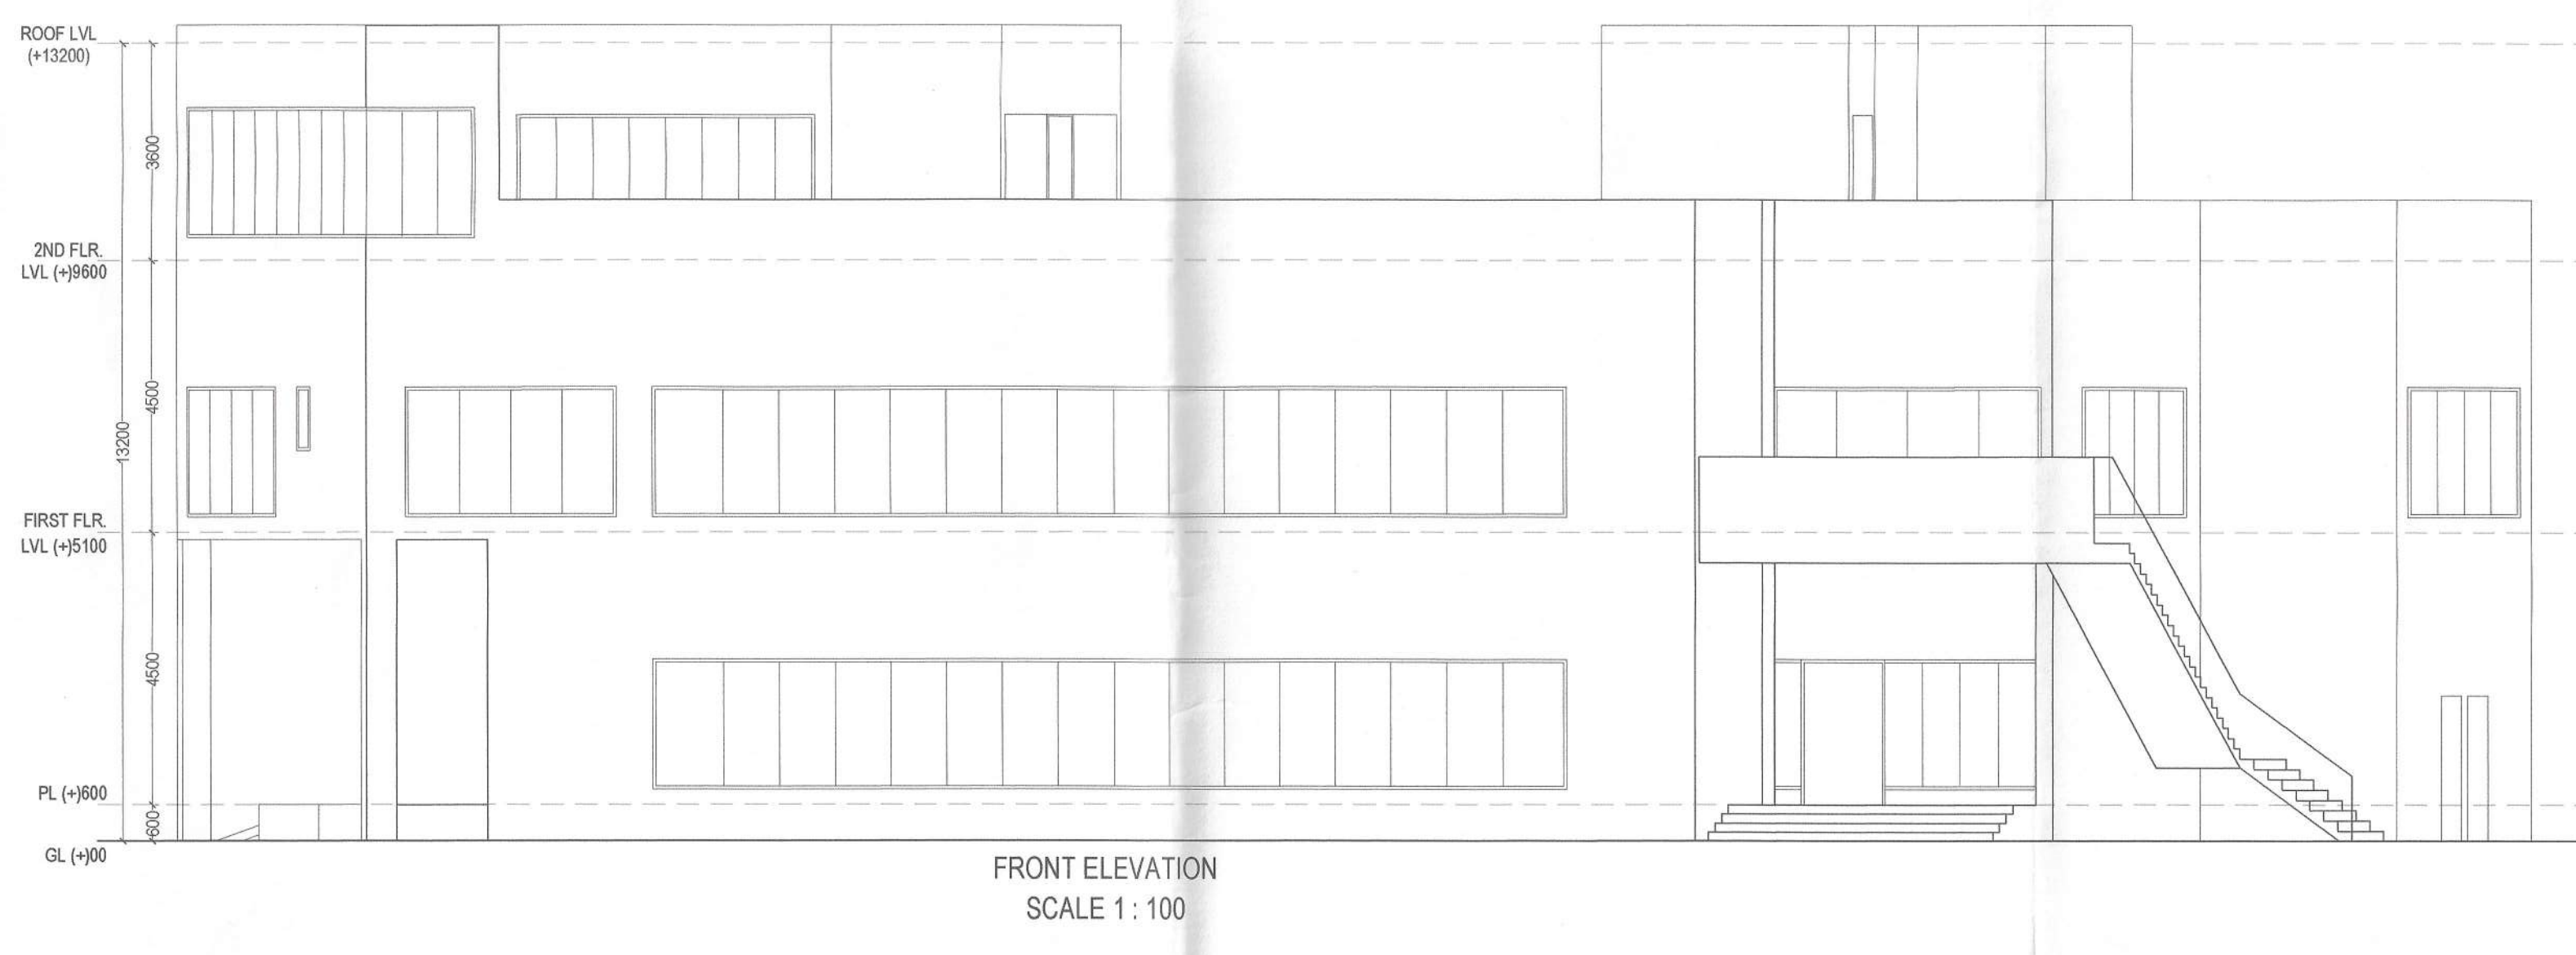 ROOF LVL
(+13200)
3600
2ND FLR.
LVL (+)9600
4500
13200
FIRST FLR.
LVL (+)5100
4500
PL (+)600
600
GL (+)00
FRONT ELEVATION
SCALE 1 : 100